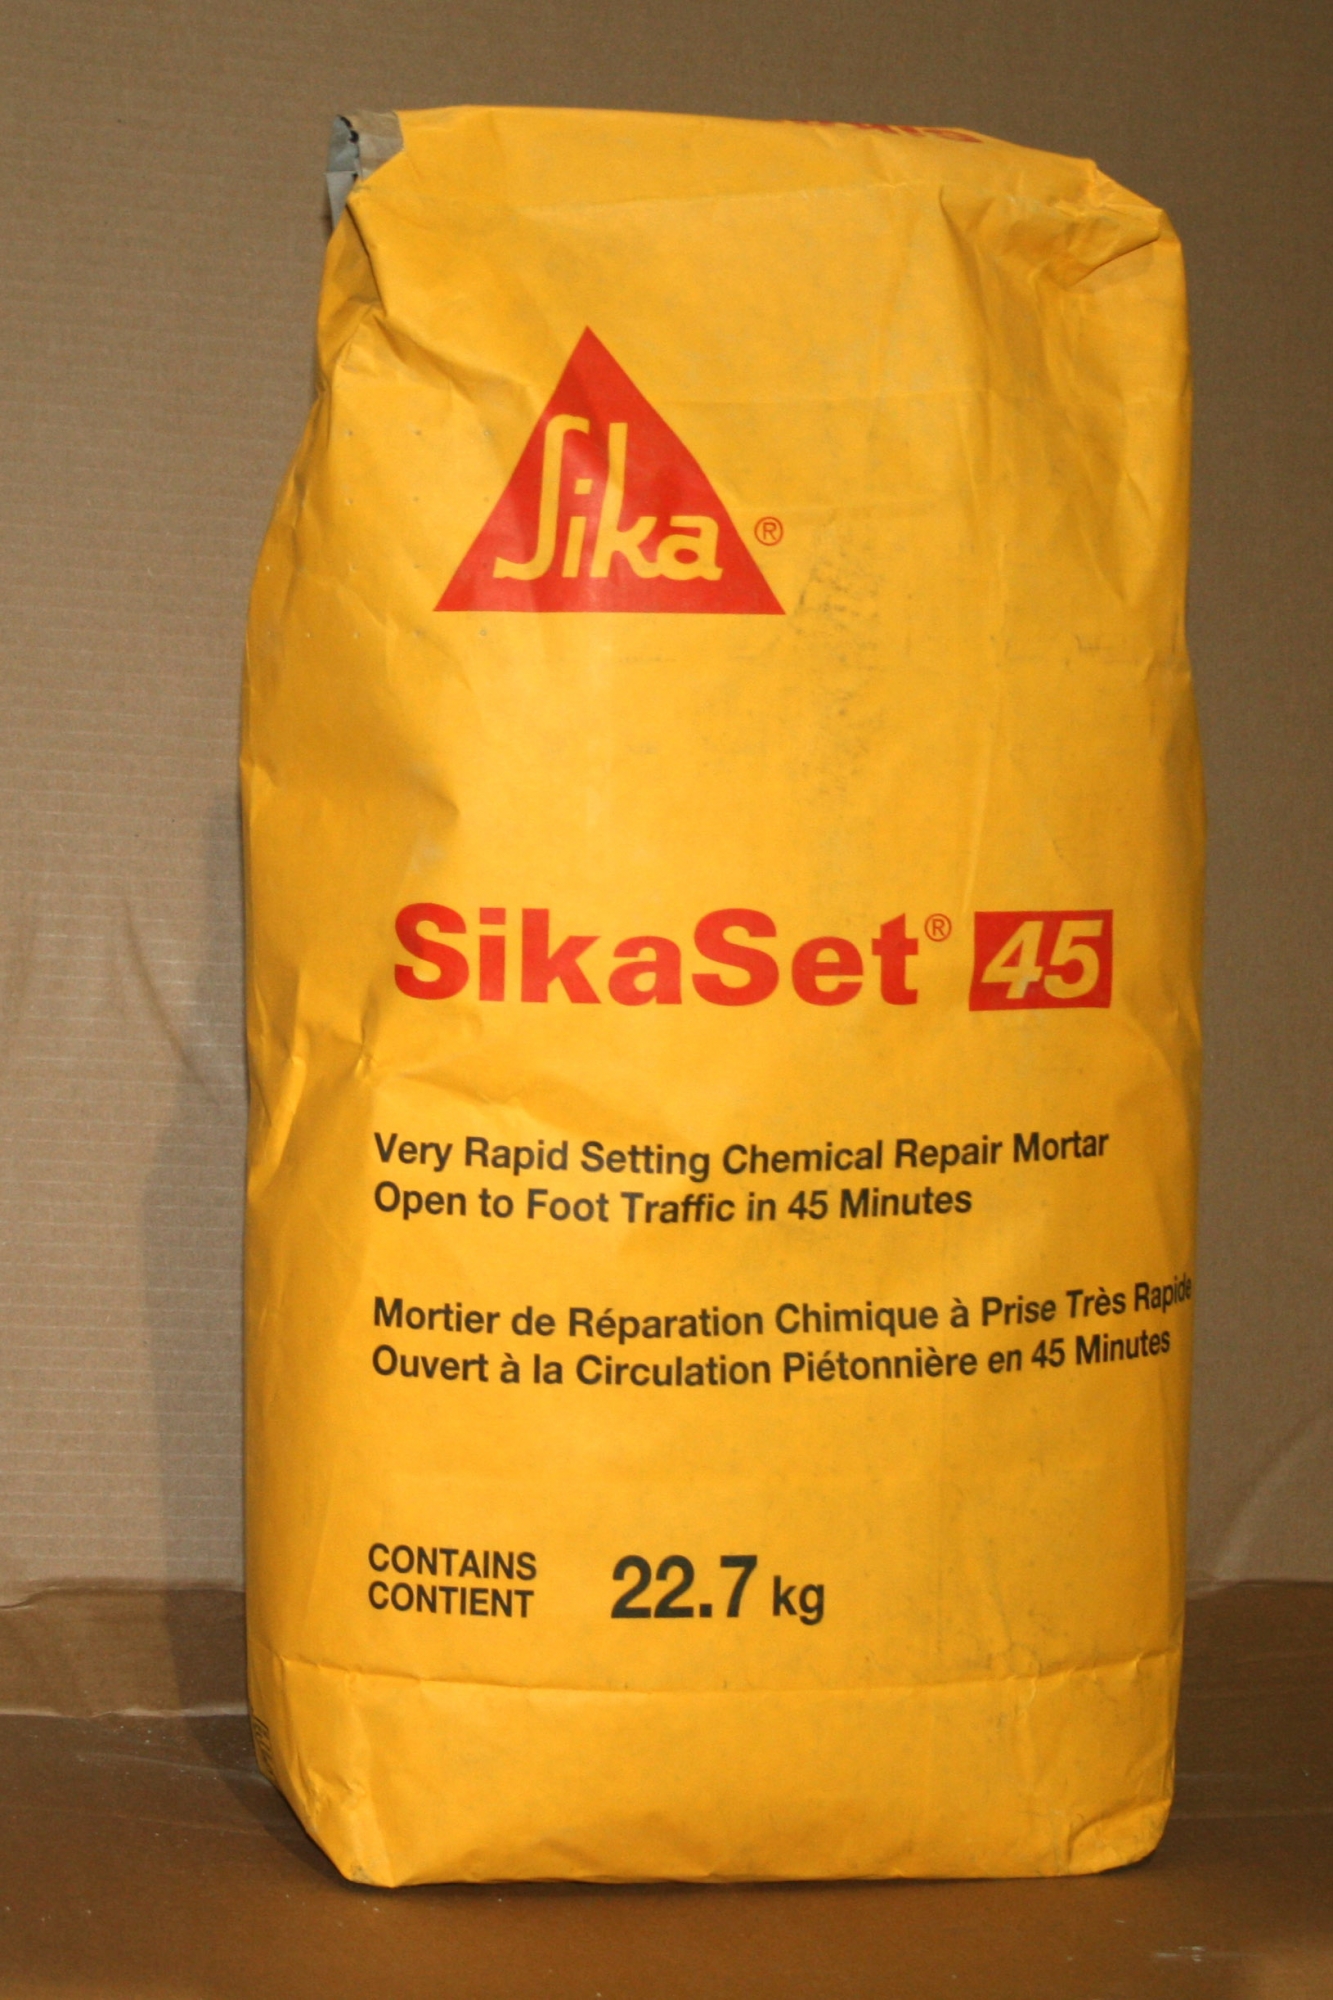 Sika®
SikaSet® 45
Very Rapid Setting Chemical Repair Mortar
Open to Foot Traffic in 45 Minutes
Mortier de Réparation Chimique à Prise Très Rapide
Ouvert à la Circulation Piétonnière en 45 Minutes
CONTAINS
CONTIENT
22.7 kg